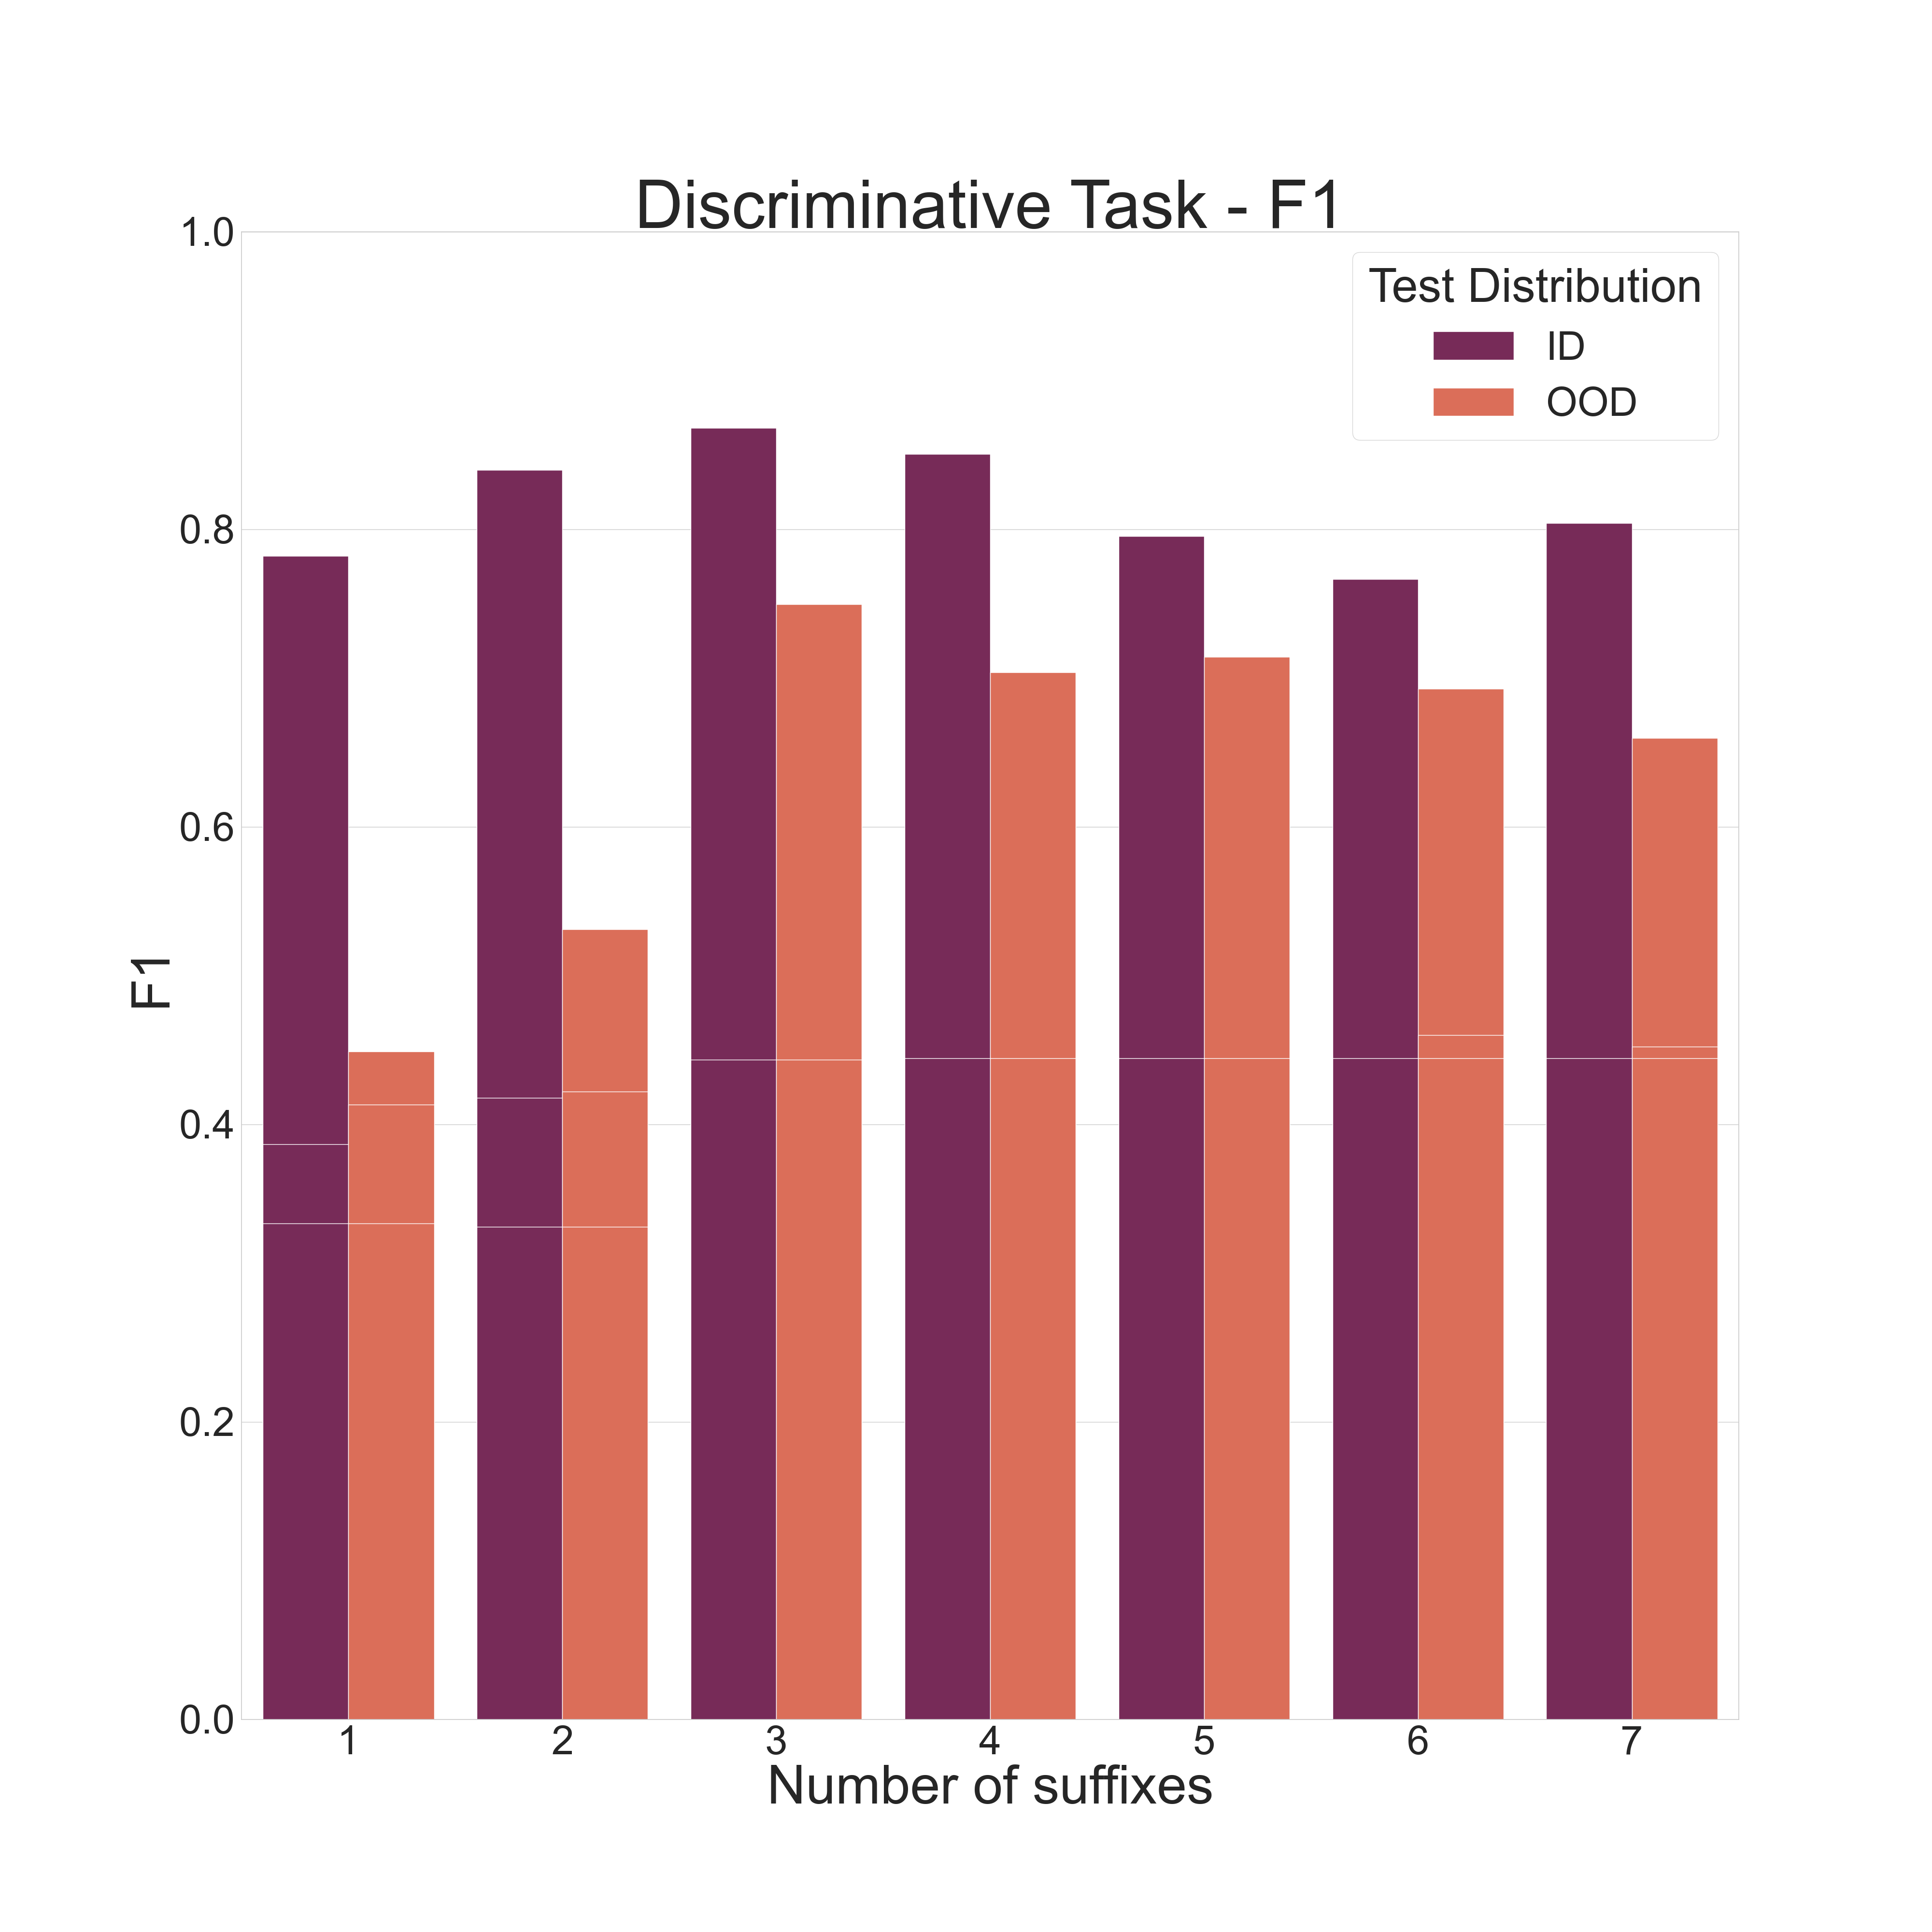 Discriminative Task - F1
1.0
0.8
0.6
0.4
0.2
0.0
F1
Test Distribution
ID
OOD
1 2 3 4 5 6 7
Number of suffixes